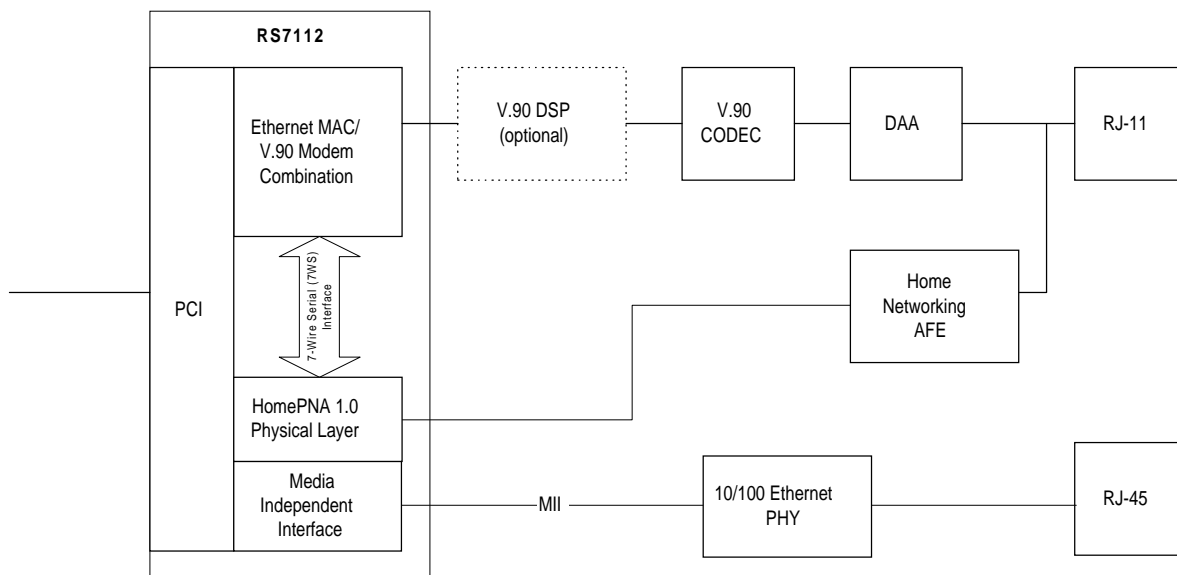 RS7112
Ethernet MAC/
V.90 Modem
Combination
V.90 DSP
(optional)
V.90
CODEC
DAA
RJ-11
7-Wire Serial (7WS)
Interface
PCI
Home
Networking
AFE
HomePNA 1.0
Physical Layer
Media
Independent
Interface
MII
10/100 Ethernet
PHY
RJ-45